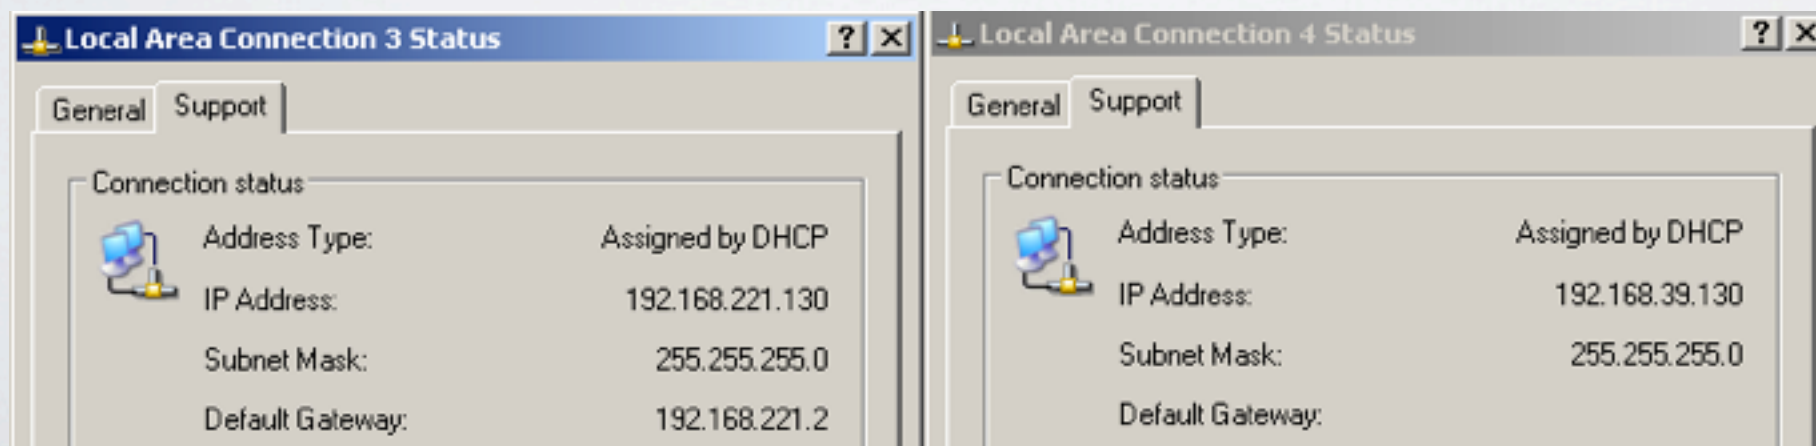 Local Area Connection 3 Status
General Support
Connection status
Address Type: Assigned by DHCP
IP Address: 192.168.221.130
Subnet Mask: 255.255.255.0
Default Gateway: 192.168.221.2
Local Area Connection 4 Status
General Support
Connection status
Address Type: Assigned by DHCP
IP Address: 192.168.39.130
Subnet Mask: 255.255.255.0
Default Gateway: